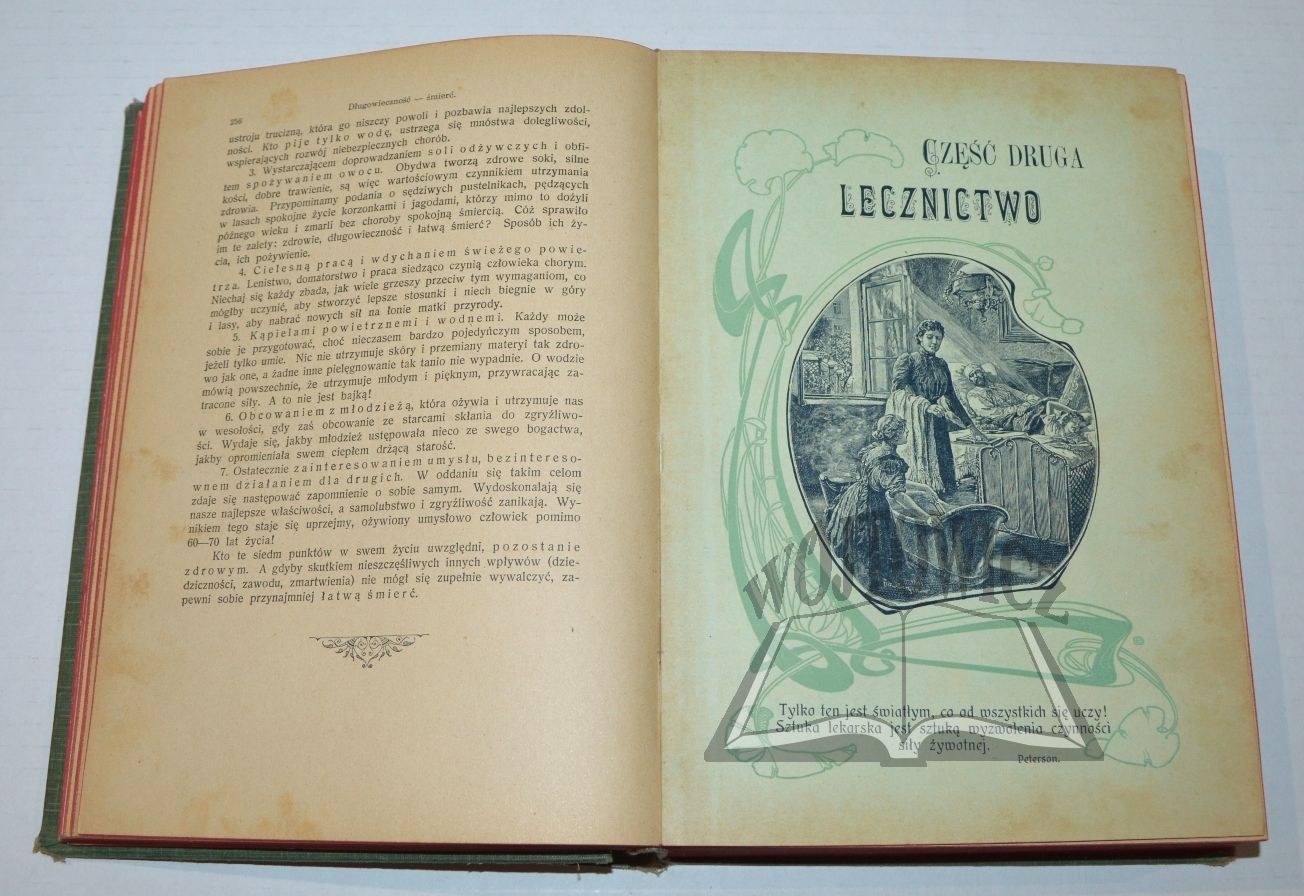 256
Długowieczność — śmierć.
ustroju trucizną, która go niszczy powoli i pozbawia najlepszych zdol-
ności. Kto pije tylko wodę, ustrzega się mnóstwa dolegliwości,
wspierających rozwój niebezpiecznych chorób.
3. Wystarczającem doprowadzaniem soli odżywczych i obfi-
tem spożywaniem owocu. Obydwa tworzą zdrowe soki, silne
kości, dobre trawienie, są więc wartościowym czynnikiem utrzymania
zdrowia. Przypominamy podania o sędziwych pustelnikach, pędzących
w lasach spokojne życie korzonkami i jagodami, którzy mimo to dożyli
późnego wieku i zmarli bez choroby spokojną śmiercią. Cóż sprawiło
im te zalety: zdrowie, długowieczność i łatwą śmierć? Sposób ich ży-
cia, ich pożywienie.
4. Cielesną pracą i wdychaniem świeżego powie-
trza. Lenistwo, domatorstwo i praca siedząco czynią człowieka chorym.
Niechaj się każdy zbada, jak wiele grzeszy przeciw tym wymaganiom, co
mógłby uczynić, aby stworzyć lepsze stosunki i niech biegnie w góry
i lasy, aby nabrać nowych sił na łonie matki przyrody.
5. Kąpielami powietrznemi i wodnemi. Każdy może
sobie je przygotować, choć nieczasem bardzo pojedyńczym sposobem,
jeżeli tylko umie. Nic nie utrzymuje skóry i przemiany materyi tak zdro-
wo jak one, a żadne inne pielęgnowanie tak tanio nie wypadnie. O wodzie
mówią powszechnie, że utrzymuje młodym i pięknym, przywracając za-
tracone siły. A to nie jest bajką!
6. Obcowaniem z młodzieżą, która ożywia i utrzymuje nas
w wesołości, gdy zaś obcowanie ze starcami skłania do zgryźliwo-
ści. Wydaje się, jakby młodzież ustępowała nieco ze swego bogactwa,
jakby opromieniała swem ciepłem drżącą starość.
7. Ostatecznie zainteresowaniem umysłu, bezintereso-
wnem działaniem dla drugich. W oddaniu się takim celom
zdaje się następować zapomnienie o sobie samym. Wydoskonalają się
nasze najlepsze właściwości, a samolubstwo i zgryźliwość zanikają. Wy-
nikiem tego staje się uprzejmy, ożywiony umysłowo człowiek pomimo
60—70 lat życia!
Kto te siedm punktów w swem życiu uwzględni, pozostanie
zdrowym. A gdyby skutkiem nieszczęśliwych innych wpływów (dzie-
dziczności, zawodu, zmartwienia) nie mógł się zupełnie wywalczyć, za-
pewni sobie przynajmniej łatwą śmierć.
CZĘŚĆ DRUGA
LECZNICTWO
WÓJTOWICZ
Tylko ten jest światłym, co od wszystkich się uczy!
Sztuka lekarska jest sztuką wyzwolenia czynności
siły żywotnej.
Peterson.